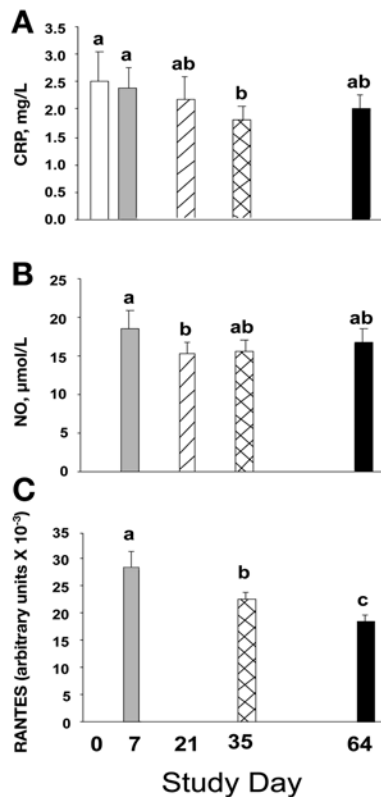 A
a
a
ab
b
ab
3.5
3.0
2.5
2.0
1.5
1.0
0.5
0.0
CRP, mg/L
B
a
b
ab
ab
25
20
15
10
5
0
NO, µmol/L
C
a
b
c
35
30
25
20
15
10
5
0
RANTES (arbitrary units X 10⁻³)
0 7 21 35 64
Study Day